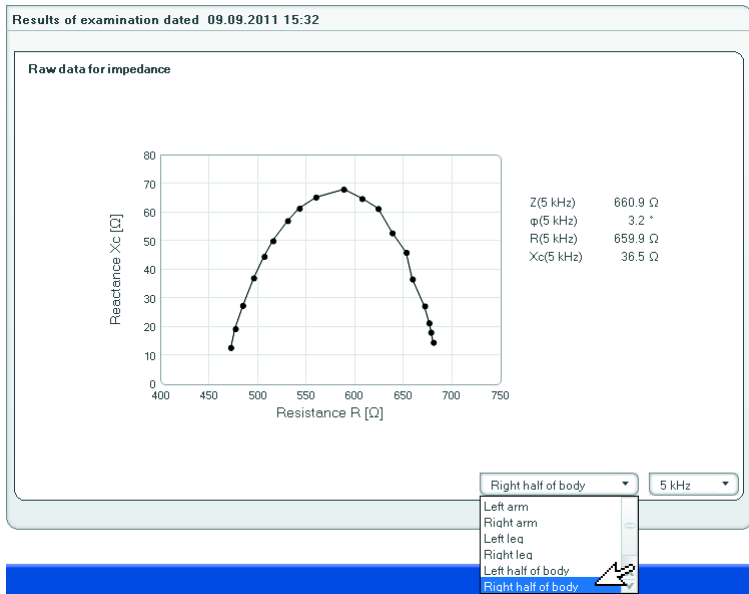 Results of examination dated 09.09.2011 15:32
Raw data for impedance
80
70
60
50
40
30
20
10
0
Reactance Xc [Ω]
400 450 500 550 600 650 700 750
Resistance R [Ω]
Z(5 kHz) 660.9 Ω
φ(5 kHz) 3.2 °
R(5 kHz) 659.9 Ω
Xc(5 kHz) 36.5 Ω
Right half of body 5 kHz
Left arm
Right arm
Left leg
Right leg
Left half of body
Right half of body